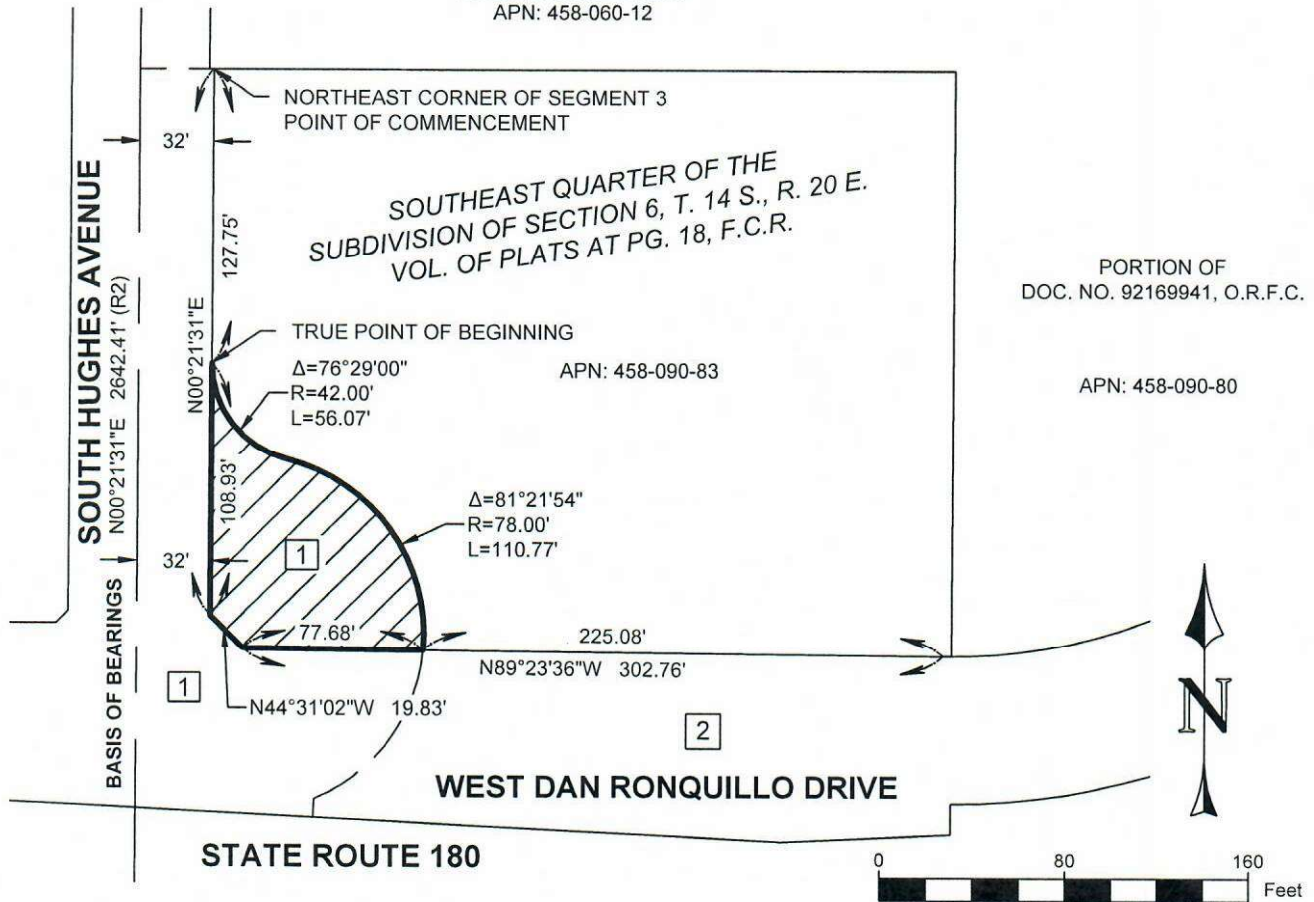 APN: 458-060-12
NORTHEAST CORNER OF SEGMENT 3
POINT OF COMMENCEMENT
32'
SOUTHEAST QUARTER OF THE
SUBDIVISION OF SECTION 6, T. 14 S., R. 20 E.
VOL. OF PLATS AT PG. 18, F.C.R.
127.75'
PORTION OF
DOC. NO. 92169941, O.R.F.C.
SOUTH HUGHES AVENUE
N00°21'31"E 2642.41' (R2)
N00°21'31"E
TRUE POINT OF BEGINNING
Δ=76°29'00"
R=42.00'
L=56.07'
APN: 458-090-83
APN: 458-090-80
108.93'
Δ=81°21'54"
R=78.00'
L=110.77'
32'
1
77.68'
225.08'
N89°23'36"W 302.76'
BASIS OF BEARINGS
1
N44°31'02"W 19.83'
2
N
WEST DAN RONQUILLO DRIVE
STATE ROUTE 180
0 80 160
Feet